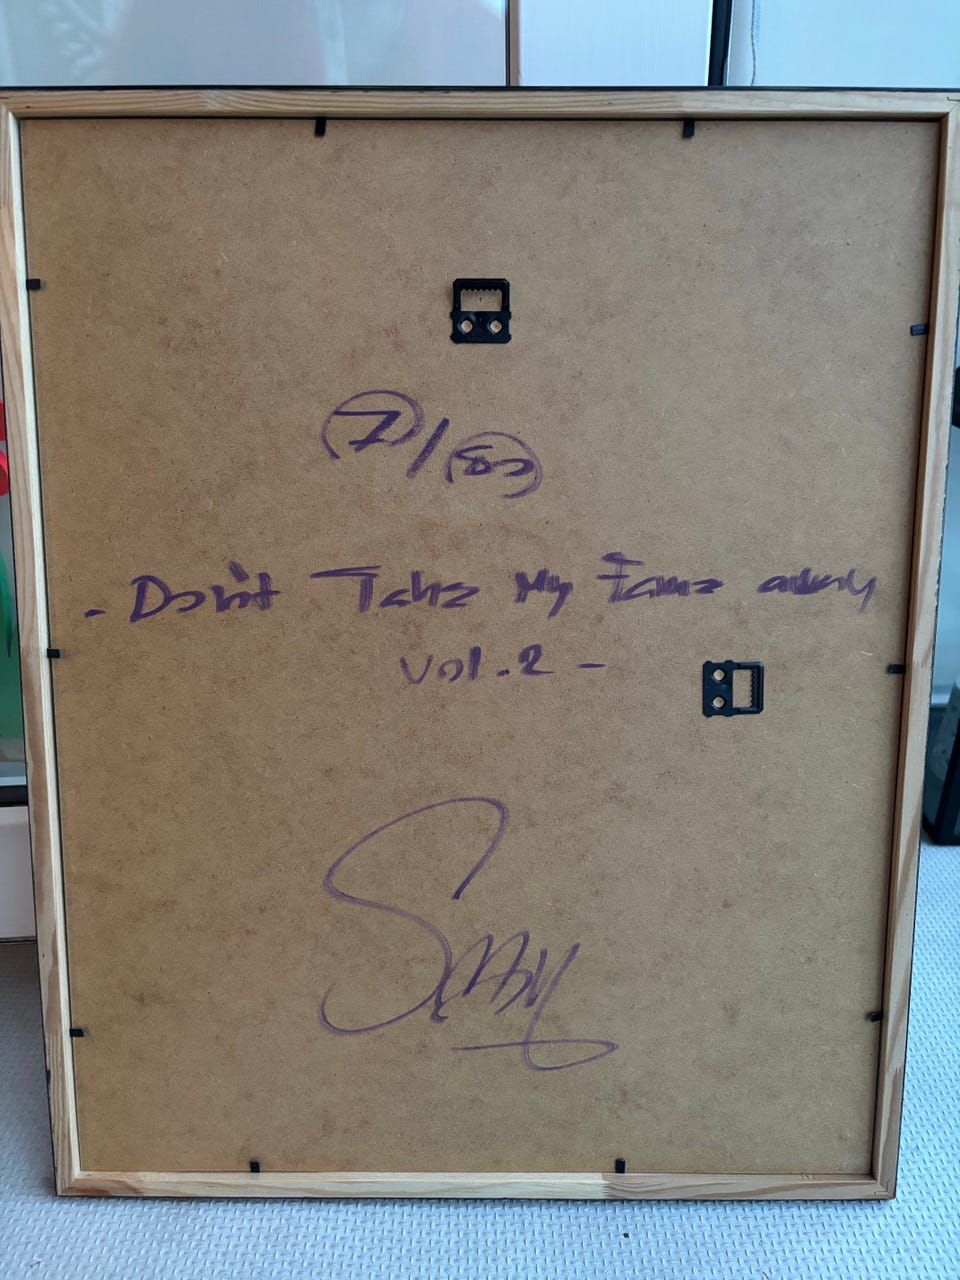 7/80
- Don't Take My Fame away
Vol.2 -